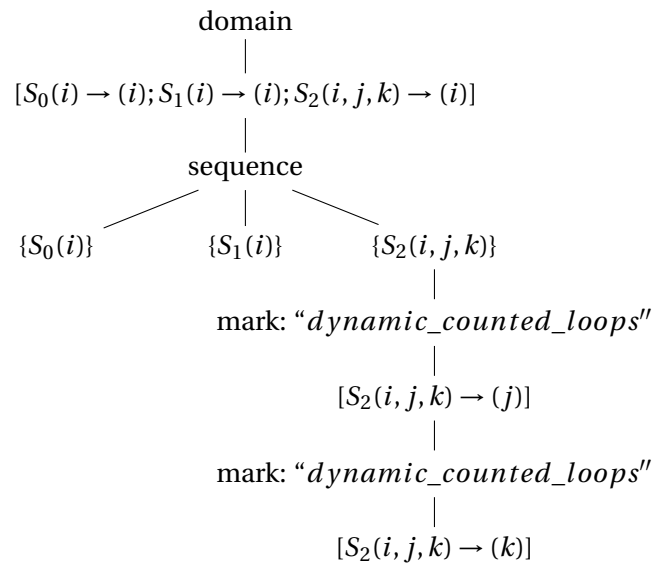 domain
[S₀(i) → (i); S₁(i) → (i); S₂(i, j, k) → (i)]
sequence
{S₀(i)} {S₁(i)} {S₂(i, j, k)}
mark: “dynamic_counted_loops″
[S₂(i, j, k) → (j)]
mark: “dynamic_counted_loops″
[S₂(i, j, k) → (k)]